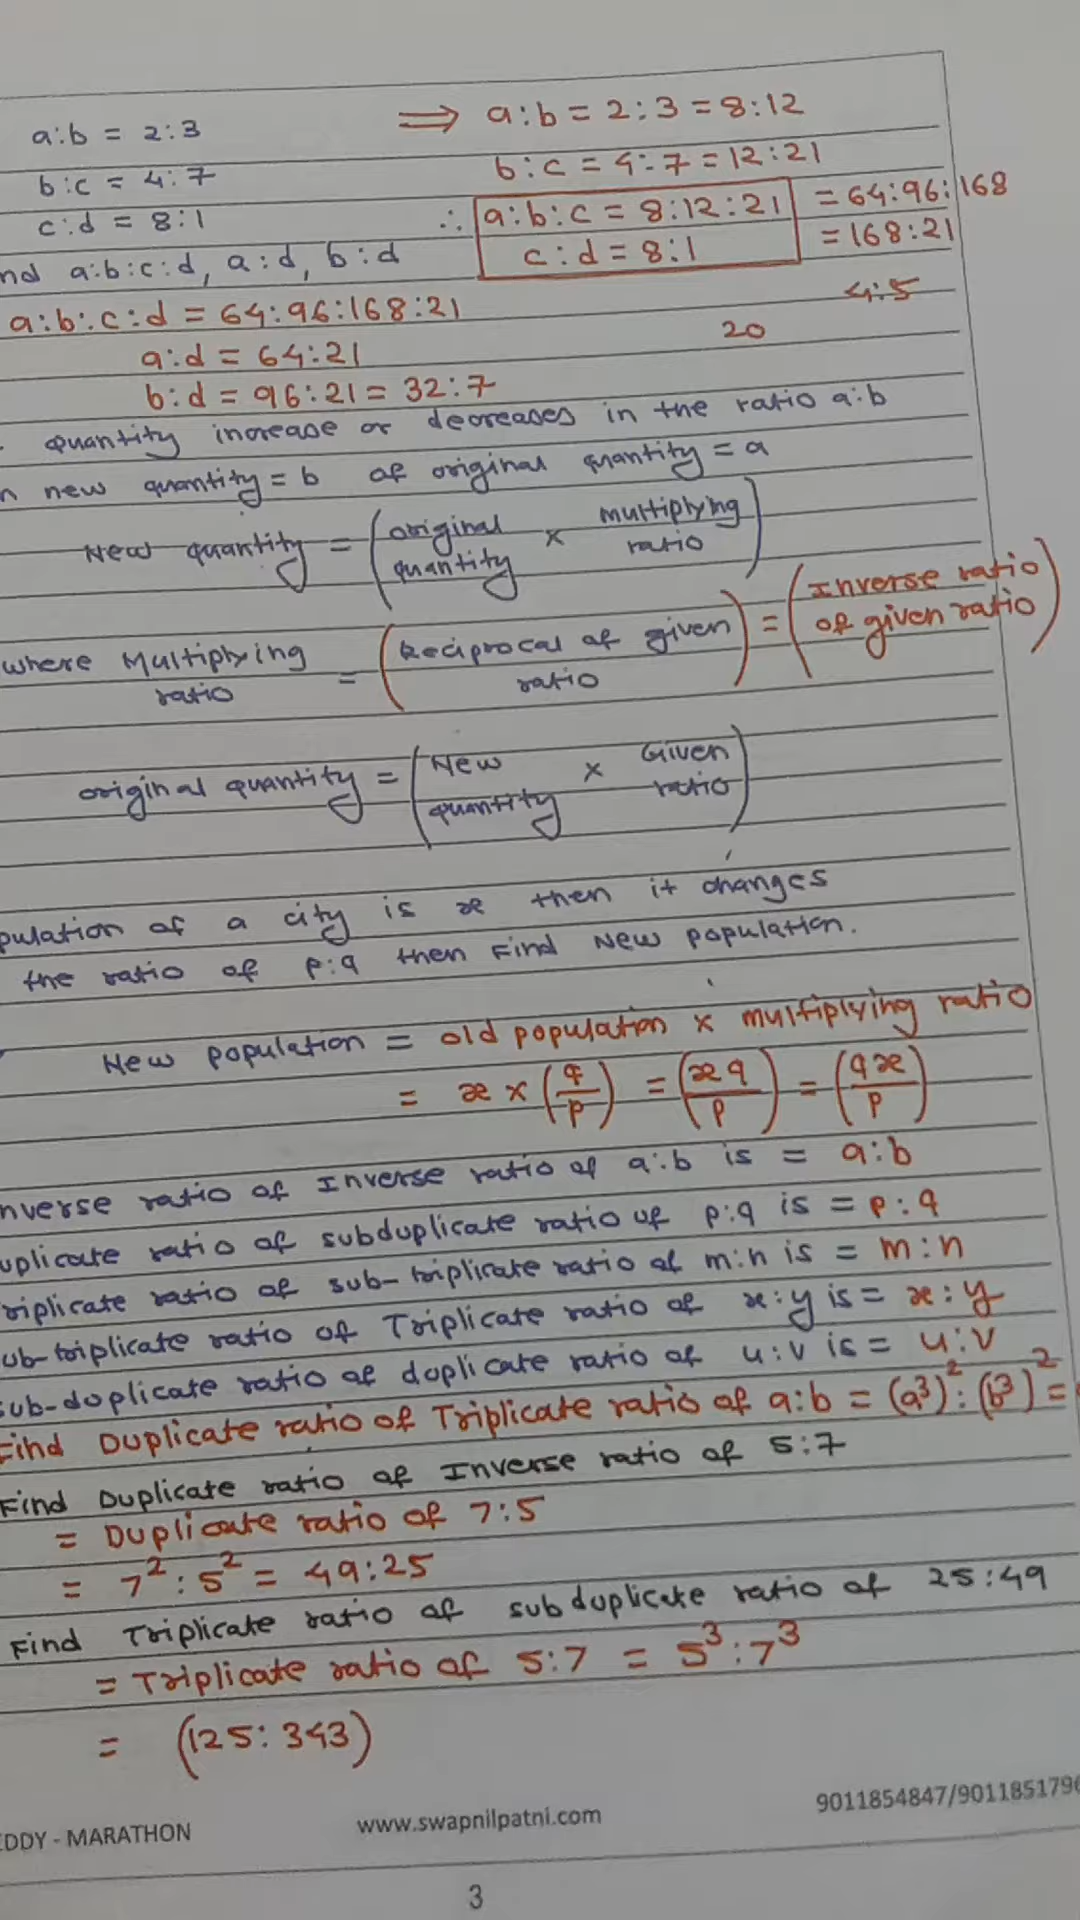 a:b = 2:3 ⟹ a:b = 2:3 = 8:12
b:c = 4:7 b:c = 4:7 = 12:21
c:d = 8:1 ∴ a:b:c = 8:12:21 = 64:96:168
nd a:b:c:d, a:d, b:d c:d = 8:1 = 168:21
a:b:c:d = 64:96:168:21 4:5
a:d = 64:21 20
b:d = 96:21 = 32:7
quantity increase or decreases in the ratio a:b
n new quantity = b of original quantity = a
New quantity = (original quantity × multiplying ratio)
where Multiplying ratio = (Reciprocal of given ratio) = (Inverse ratio of given ratio)
original quantity = (New quantity × Given ratio)
pulation of a city is x then it changes
the ratio of p:q then Find New population.
New population = old population × multiplying ratio
= x × (q/p) = (xq/p) = (qx/p)
nverse ratio of Inverse ratio of a:b is = a:b
uplicate ratio of subduplicate ratio of p:q is = p:q
riplicate ratio of sub-triplicate ratio of m:n is = m:n
ub-triplicate ratio of Triplicate ratio of x:y is = x:y
sub-duplicate ratio of duplicate ratio of u:v is = u:v
Find Duplicate ratio of Triplicate ratio of a:b = (a³)² : (b³)² =
Find Duplicate ratio of Inverse ratio of 5:7
= Duplicate ratio of 7:5
= 7² : 5² = 49:25
Find Triplicate ratio of subduplicate ratio of 25:49
= Triplicate ratio of 5:7 = 5³:7³
= (125:343)
EDDY - MARATHON www.swapnilpatni.com 9011854847/901185179
3